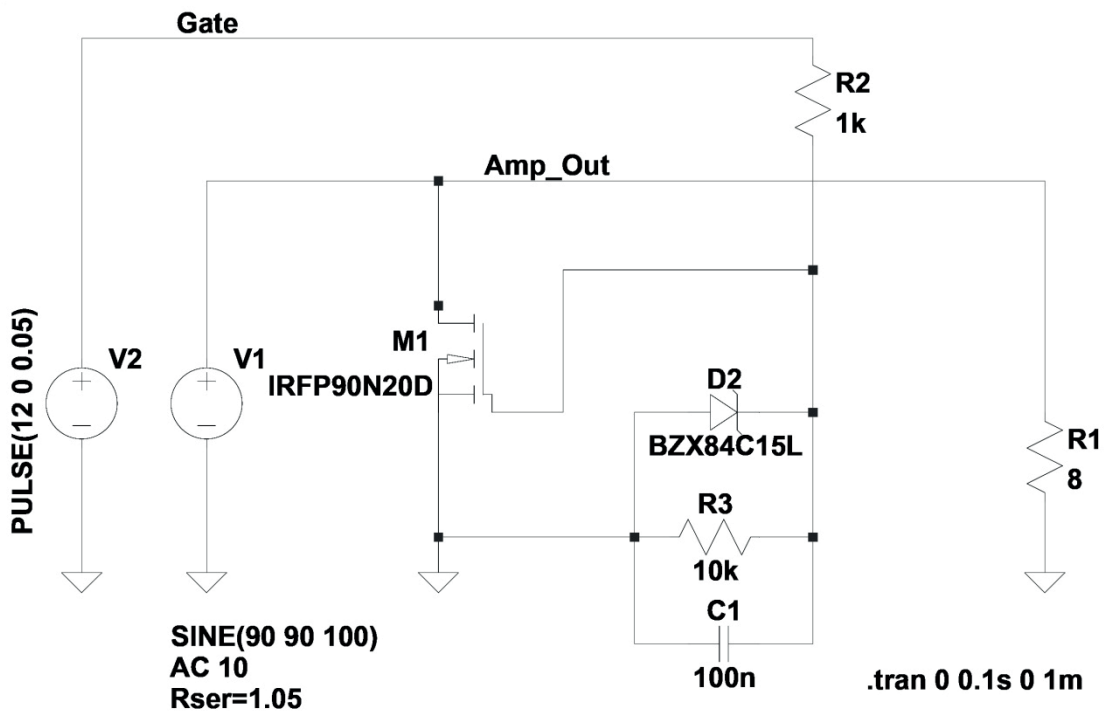 Gate
R2
1k
Amp_Out
PULSE(12 0 0.05)
V2
V1
M1
IRFP90N20D
D2
BZX84C15L
R1
8
R3
10k
C1
100n
SINE(90 90 100)
AC 10
Rser=1.05
.tran 0 0.1s 0 1m